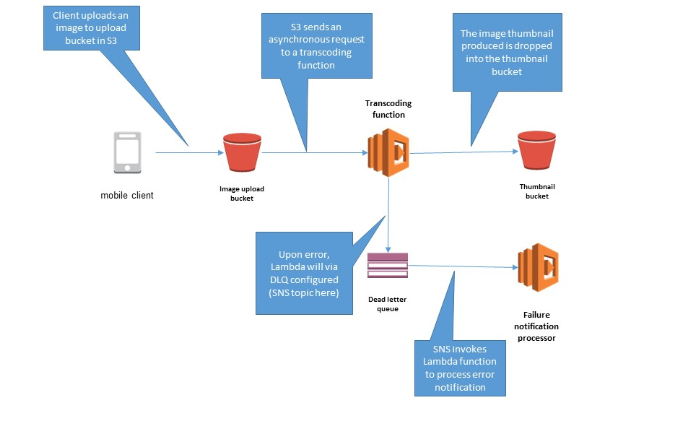 Client uploads an
image to upload
bucket in S3
S3 sends an
asynchronous request
to a transcoding
function
The image thumbnail
produced is dropped
into the thumbnail
bucket
Transcoding
function
mobile client
Image upload
bucket
Thumbnail
bucket
Upon error,
Lambda will via
DLQ configured
(SNS topic here)
Dead letter
queue
Failure
notification
processor
SNS invokes
Lambda function
to process error
notification